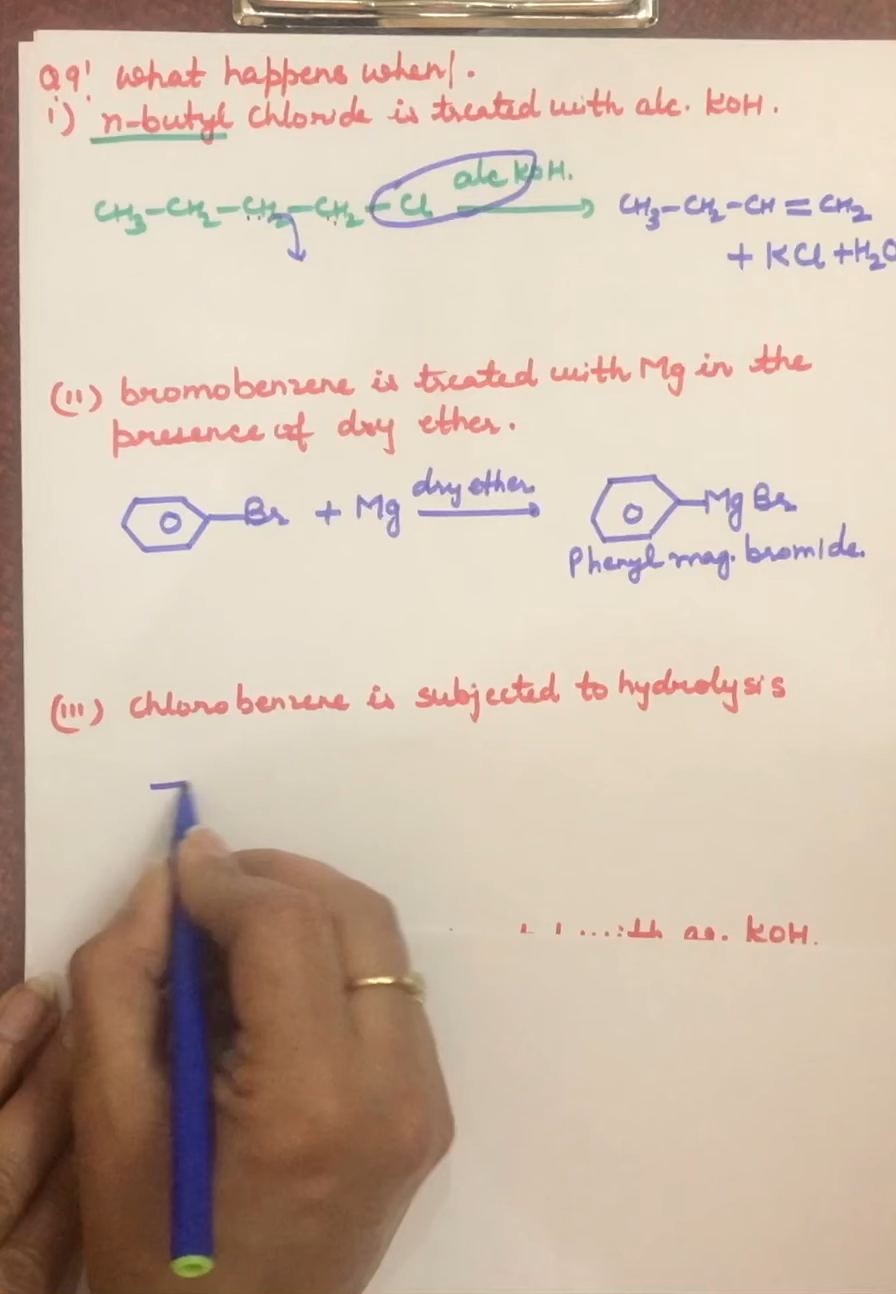 Q9! what happens when/.
i) n-butyl chloride is treated with alc. KOH.
CH3-CH2-CH2-CH2-Cl alc KOH. → CH3-CH2-CH=CH2
+ KCl + H2O
(ii) bromobenzene is treated with Mg in the
presence of dry ether.
Br + Mg dry ether → MgBr
Phenyl mag. bromide.
(iii) chlorobenzene is subjected to hydrolysis
KOH.